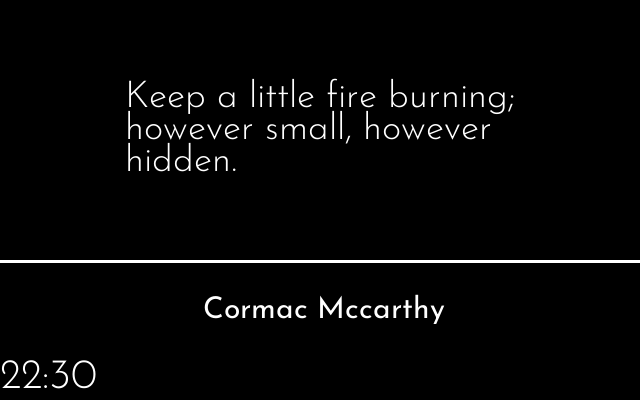 Keep a little fire burning;
however small, however
hidden.
Cormac Mccarthy
22:30